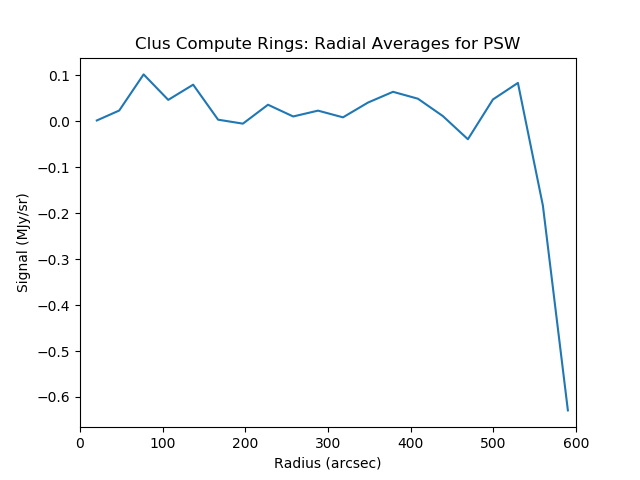 Clus Compute Rings: Radial Averages for PSW
0.1
0.0
−0.1
−0.2
−0.3
−0.4
−0.5
−0.6
Signal (MJy/sr)
0 100 200 300 400 500 600
Radius (arcsec)